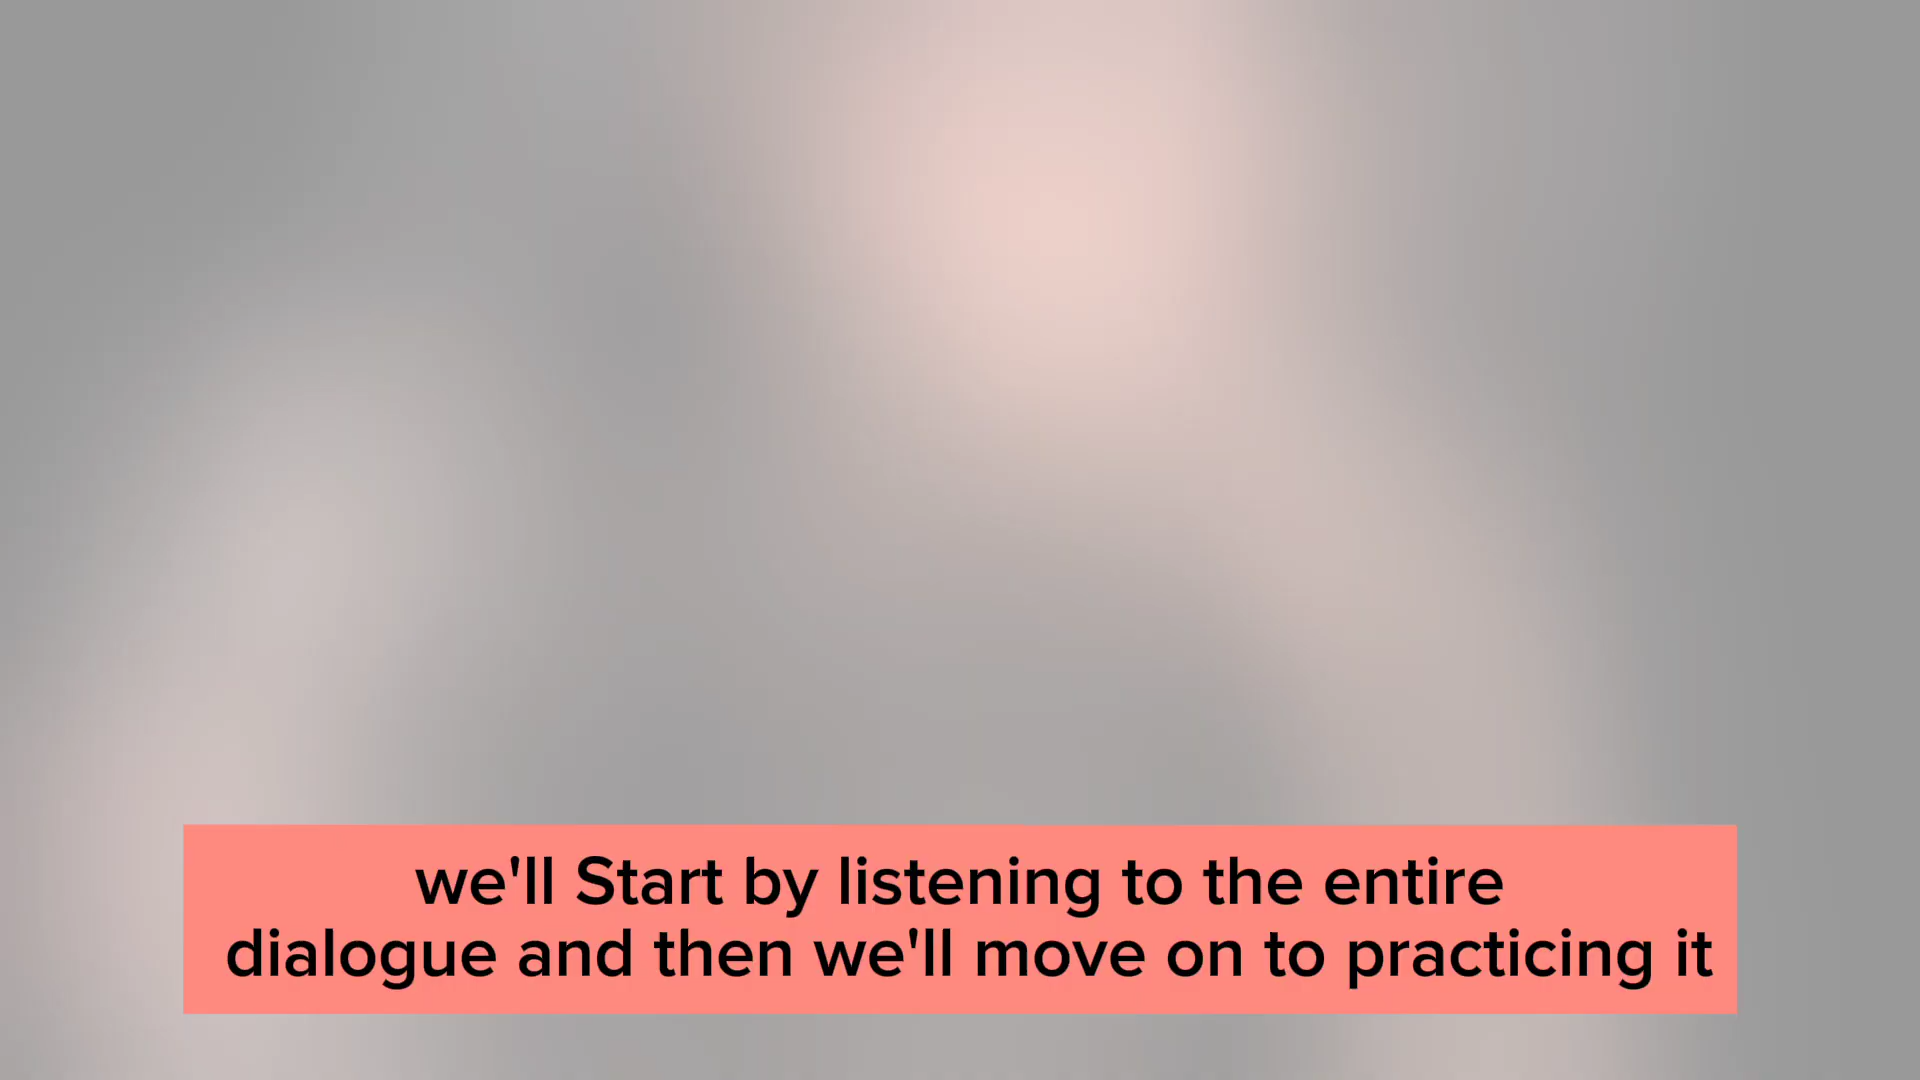 we'll Start by listening to the entire
dialogue and then we'll move on to practicing it